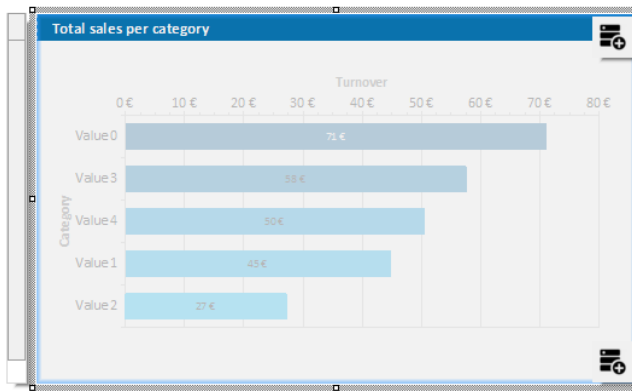 Total sales per category
Turnover
0 € 10 € 20 € 30 € 40 € 50 € 60 € 70 € 80 €
Value 0 71 €
Value 3 58 €
Value 4 50 €
Value 1 45 €
Value 2 27 €
Category